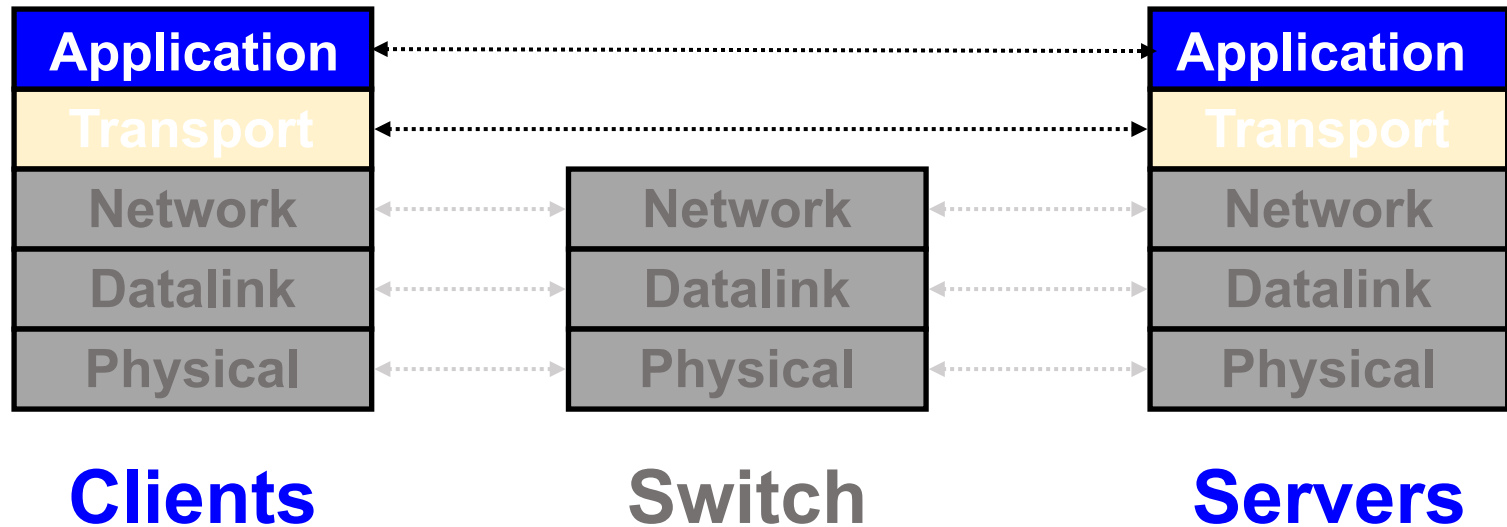 Application
Application
Transport
Transport
Network
Network
Network
Datalink
Datalink
Datalink
Physical
Physical
Physical
Clients
Switch
Servers